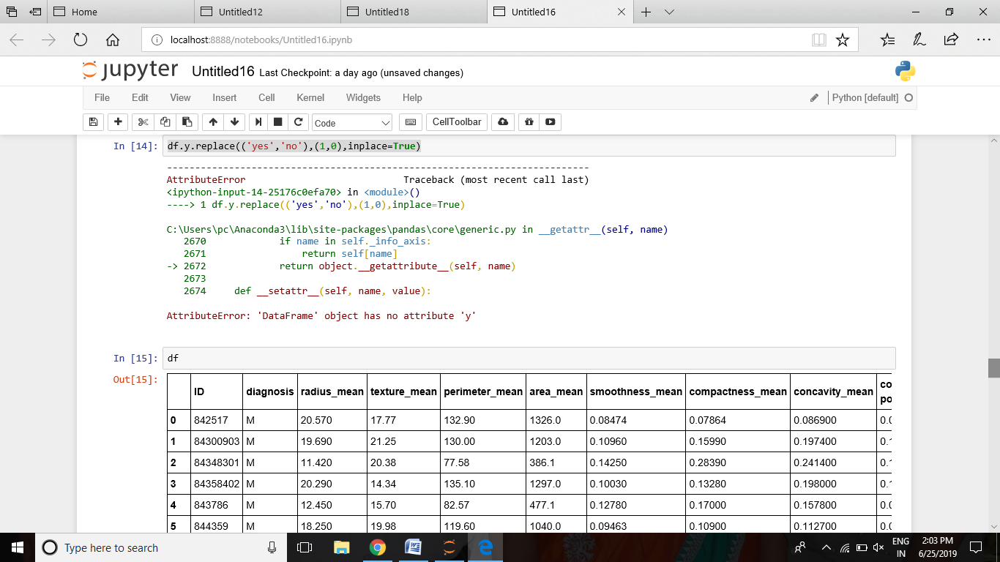 Home Untitled12 Untitled18 Untitled16
localhost:8888/notebooks/Untitled16.ipynb
jupyter Untitled16 Last Checkpoint: a day ago (unsaved changes)
File Edit View Insert Cell Kernel Widgets Help Python [default]
Code CellToolbar
In [14]: df.y.replace(('yes','no'),(1,0),inplace=True)
---------------------------------------------------------------------------
AttributeError Traceback (most recent call last)
<ipython-input-14-25176c0efa70> in <module>()
----> 1 df.y.replace(('yes','no'),(1,0),inplace=True)
C:\Users\pc\Anaconda3\lib\site-packages\pandas\core\generic.py in __getattr__(self, name)
2670 if name in self._info_axis:
2671 return self[name]
-> 2672 return object.__getattribute__(self, name)
2673
2674 def __setattr__(self, name, value):
AttributeError: 'DataFrame' object has no attribute 'y'
In [15]: df
Out[15]:
ID diagnosis radius_mean texture_mean perimeter_mean area_mean smoothness_mean compactness_mean concavity_mean co
po
0 842517 M 20.570 17.77 132.90 1326.0 0.08474 0.07864 0.086900 0.0
1 84300903 M 19.690 21.25 130.00 1203.0 0.10960 0.15990 0.197400 0.1
2 84348301 M 11.420 20.38 77.58 386.1 0.14250 0.28390 0.241400 0.1
3 84358402 M 20.290 14.34 135.10 1297.0 0.10030 0.13280 0.198000 0.1
4 843786 M 12.450 15.70 82.57 477.1 0.12780 0.17000 0.157800 0.0
5 844359 M 18.250 19.98 119.60 1040.0 0.09463 0.10900 0.112700 0.0
Type here to search
ENG 2:03 PM
IN 6/25/2019